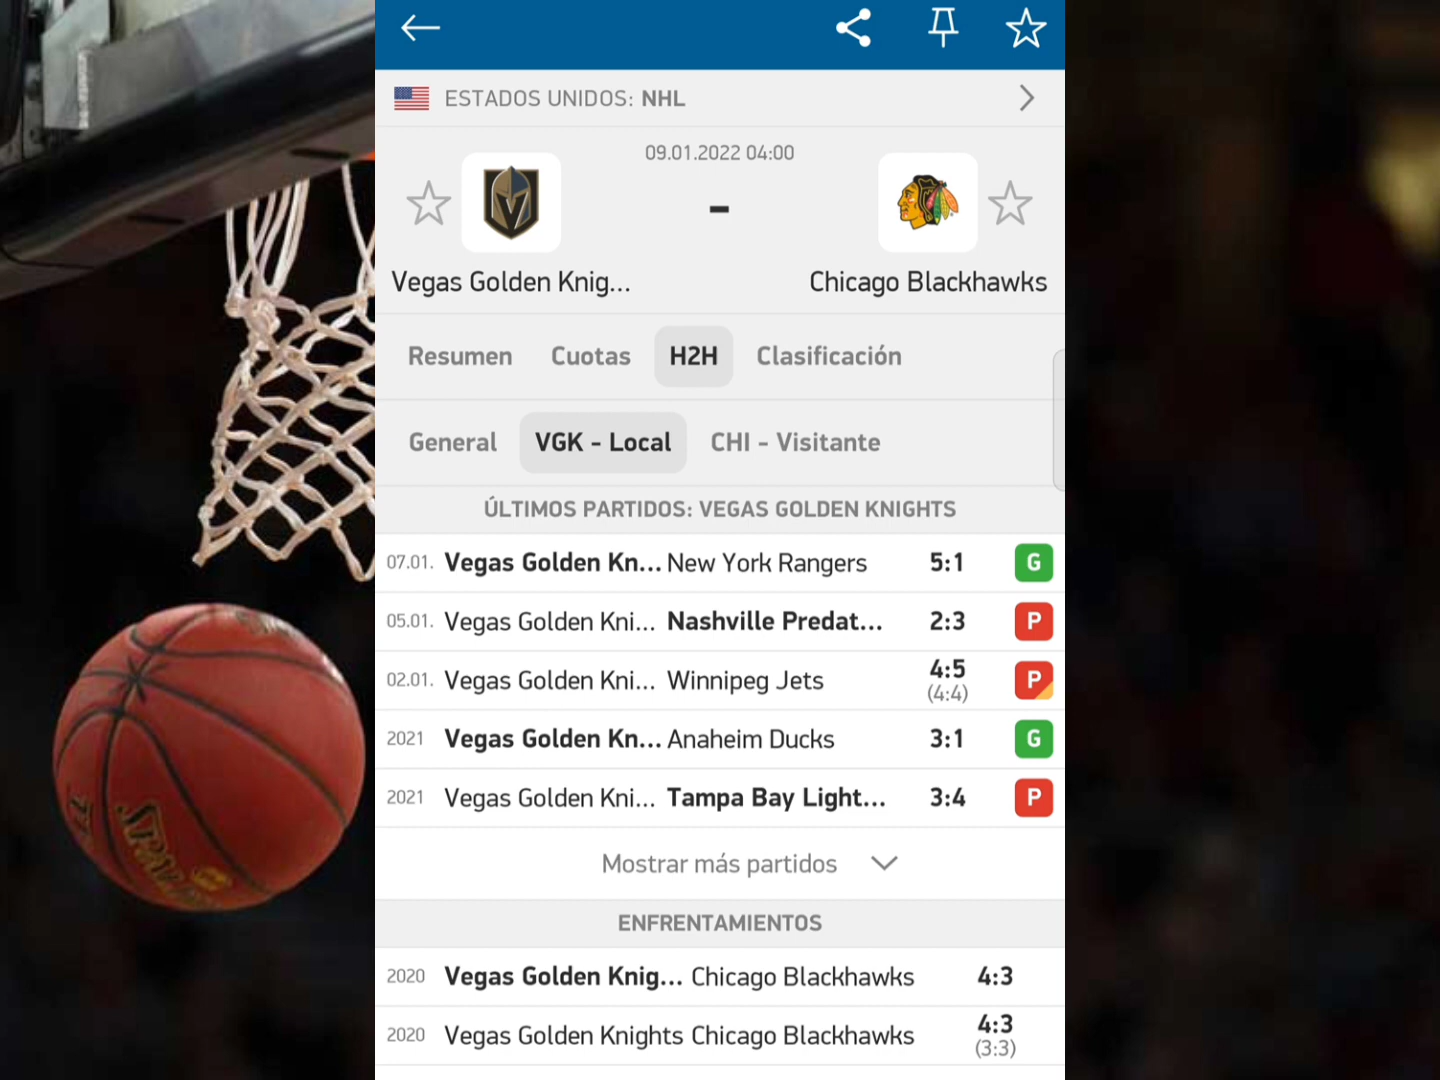 ESTADOS UNIDOS: NHL
09.01.2022 04:00
-
Vegas Golden Knig... Chicago Blackhawks
Resumen Cuotas H2H Clasificación
General VGK - Local CHI - Visitante
ÚLTIMOS PARTIDOS: VEGAS GOLDEN KNIGHTS
07.01. Vegas Golden Kn... New York Rangers 5:1 G
05.01. Vegas Golden Kni... Nashville Predat... 2:3 P
02.01. Vegas Golden Kni... Winnipeg Jets 4:5 P
(4:4)
2021 Vegas Golden Kn... Anaheim Ducks 3:1 G
2021 Vegas Golden Kni... Tampa Bay Light... 3:4 P
Mostrar más partidos
ENFRENTAMIENTOS
2020 Vegas Golden Knig... Chicago Blackhawks 4:3
2020 Vegas Golden Knights Chicago Blackhawks 4:3
(3:3)